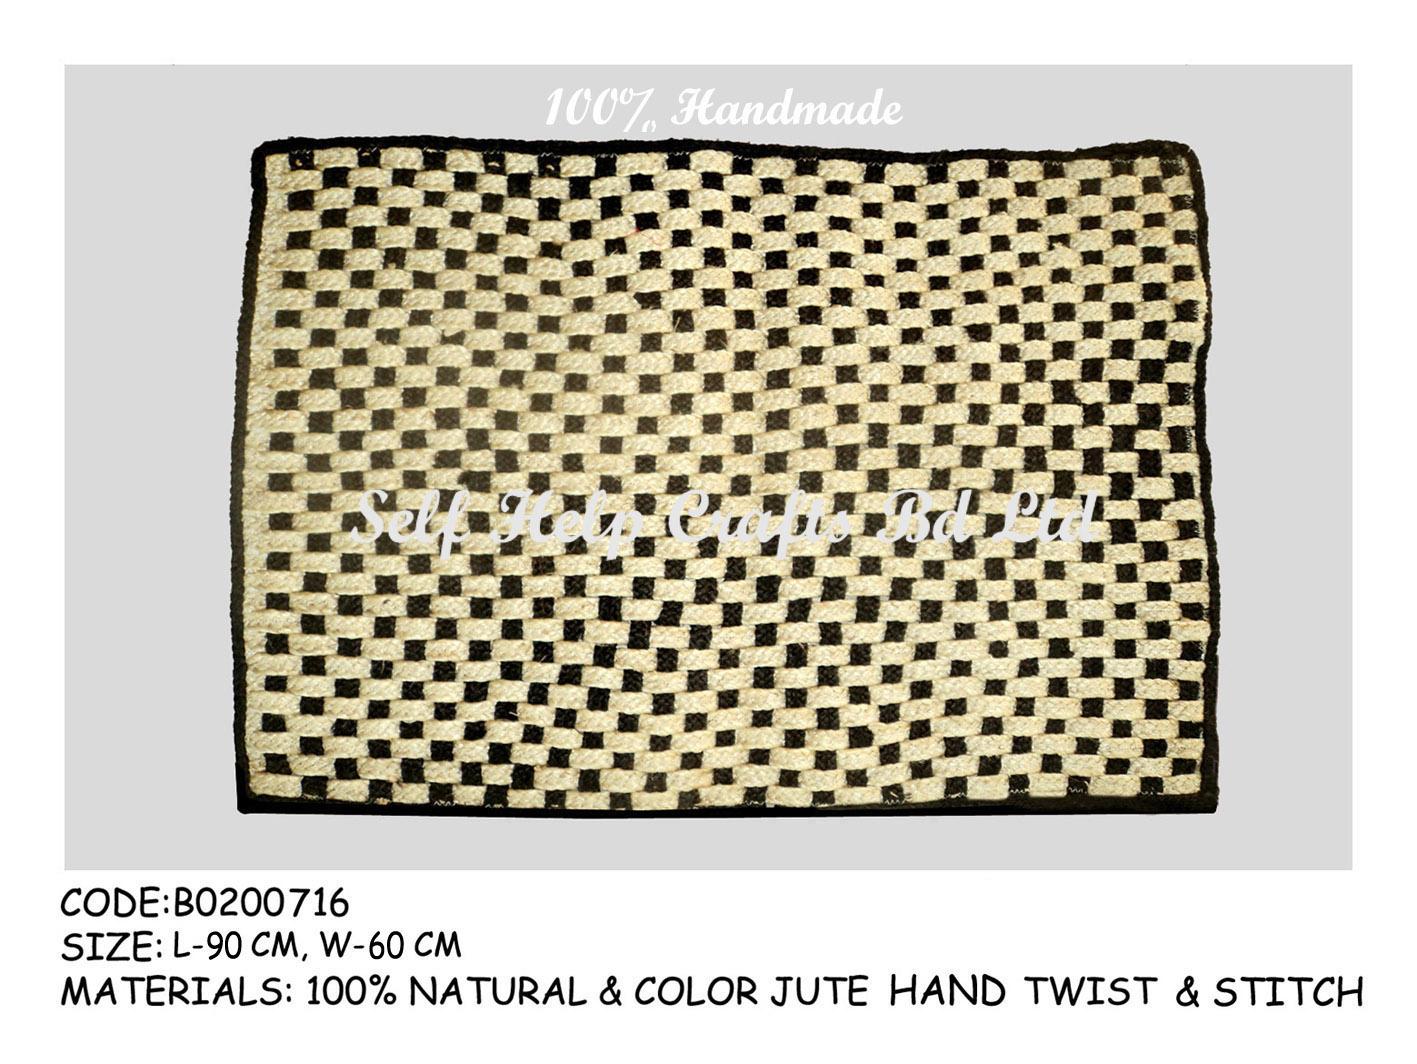 100% Handmade
Self Help Crafts Bd Ltd
CODE:B0200716
SIZE: L-90 CM, W-60 CM
MATERIALS: 100% NATURAL & COLOR JUTE HAND TWIST & STITCH